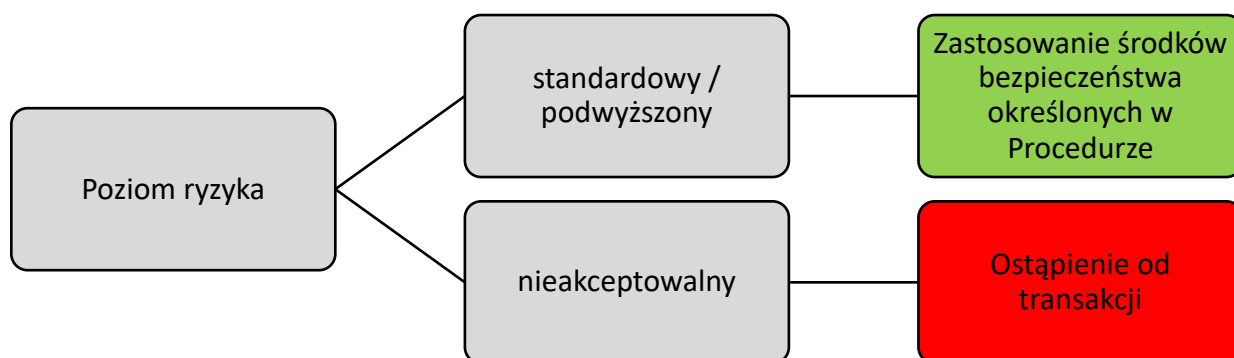 Poziom ryzyka
standardowy /
podwyższony
Zastosowanie środków
bezpieczeństwa
określonych w
Procedurze
nieakceptowalny
Ostąpienie od
transakcji